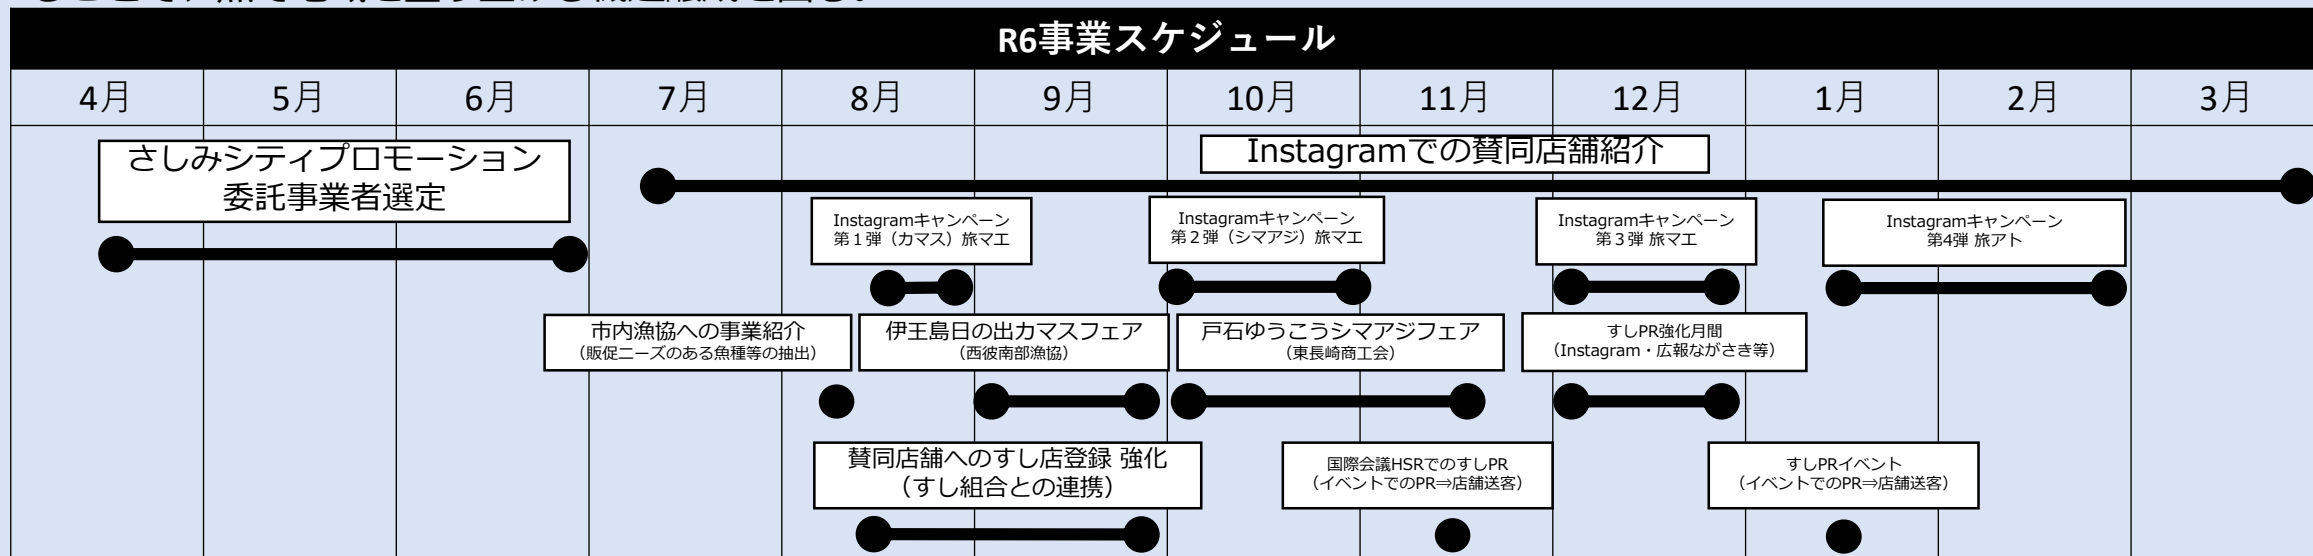 R6事業スケジュール
4月 5月 6月 7月 8月 9月 10月 11月 12月 1月 2月 3月
さしみシティプロモーション
委託事業者選定
Instagramでの賛同店舗紹介
Instagramキャンペーン
第1弾（カマス）旅マエ
Instagramキャンペーン
第２弾（シマアジ）旅マエ
Instagramキャンペーン
第３弾 旅マエ
Instagramキャンペーン
第4弾 旅アト
市内漁協への事業紹介
（販促ニーズのある魚種等の抽出）
伊王島日の出カマスフェア
（西彼南部漁協）
戸石ゆうこうシマアジフェア
（東長崎商工会）
すしPR強化月間
（Instagram・広報ながさき等）
賛同店舗へのすし店登録 強化
（すし組合との連携）
国際会議HSRでのすしPR
（イベントでのPR⇒店舗送客）
すしPRイベント
（イベントでのPR⇒店舗送客）